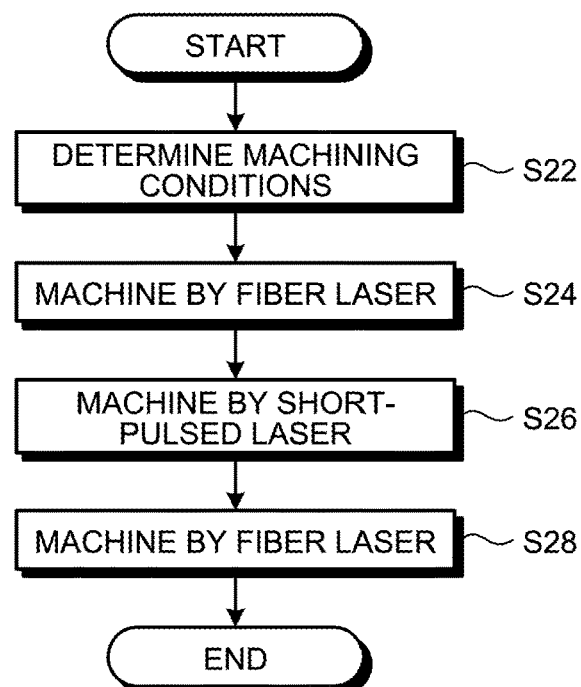 START
DETERMINE MACHINING
CONDITIONS
S22
MACHINE BY FIBER LASER
S24
MACHINE BY SHORT-
PULSED LASER
S26
MACHINE BY FIBER LASER
S28
END